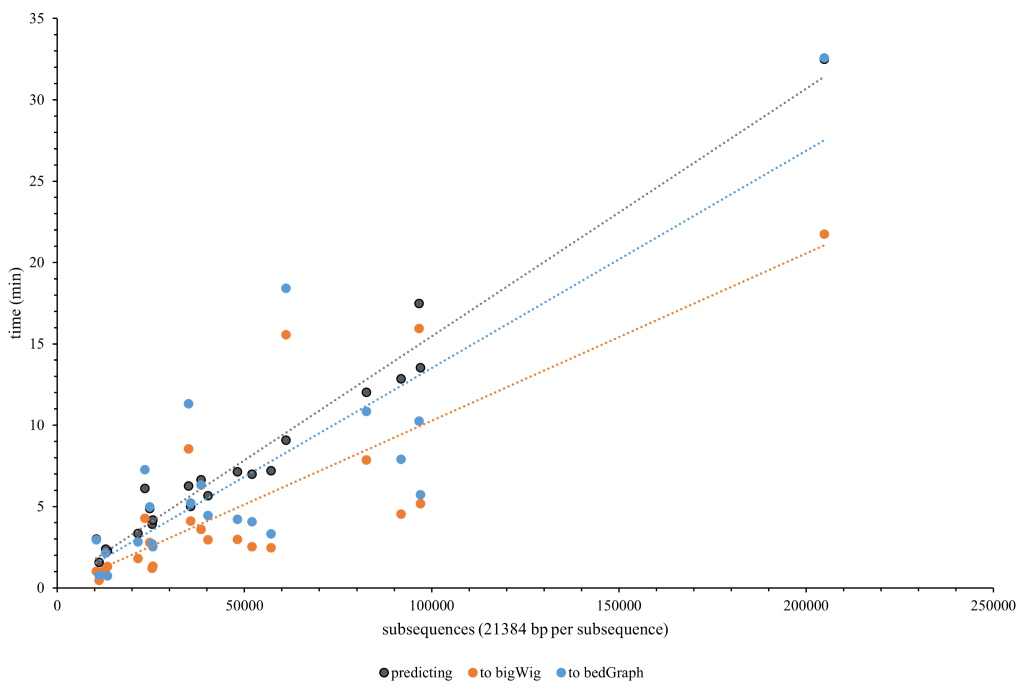 35
30
25
20
15
10
5
0
time (min)
0 50000 100000 150000 200000 250000
subsequences (21384 bp per subsequence)
predicting to bigWig to bedGraph